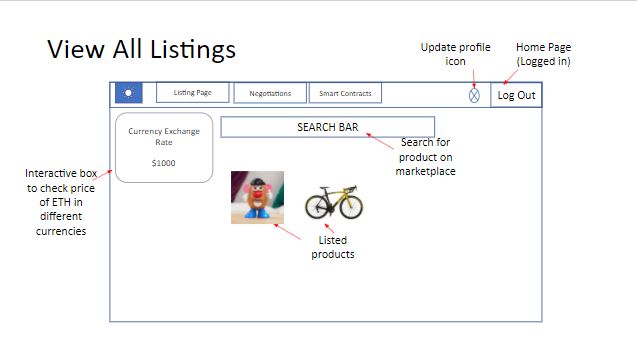 View All Listings
Update profile
icon
Home Page
(Logged in)
Listing Page
Negotiations
Smart Contracts
Log Out
Currency Exchange
Rate
$1000
SEARCH BAR
Search for
product on
marketplace
Interactive box
to check price
of ETH in
different
currencies
Listed
products